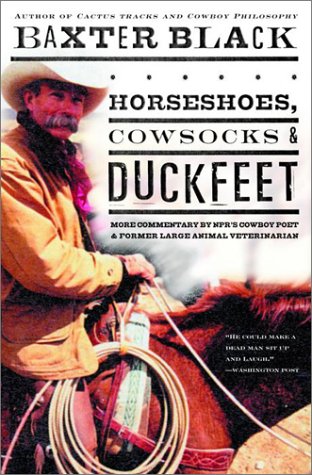 Author of Cactus Tracks and Cowboy Philosophy
BAXTER BLACK
HORSESHOES,
COWSOCKS &
DUCKFEET
MORE COMMENTARY BY NPR'S COWBOY POET
& FORMER LARGE ANIMAL VETERINARIAN
"He could make a
dead man sit up
and laugh."
—Washington Post